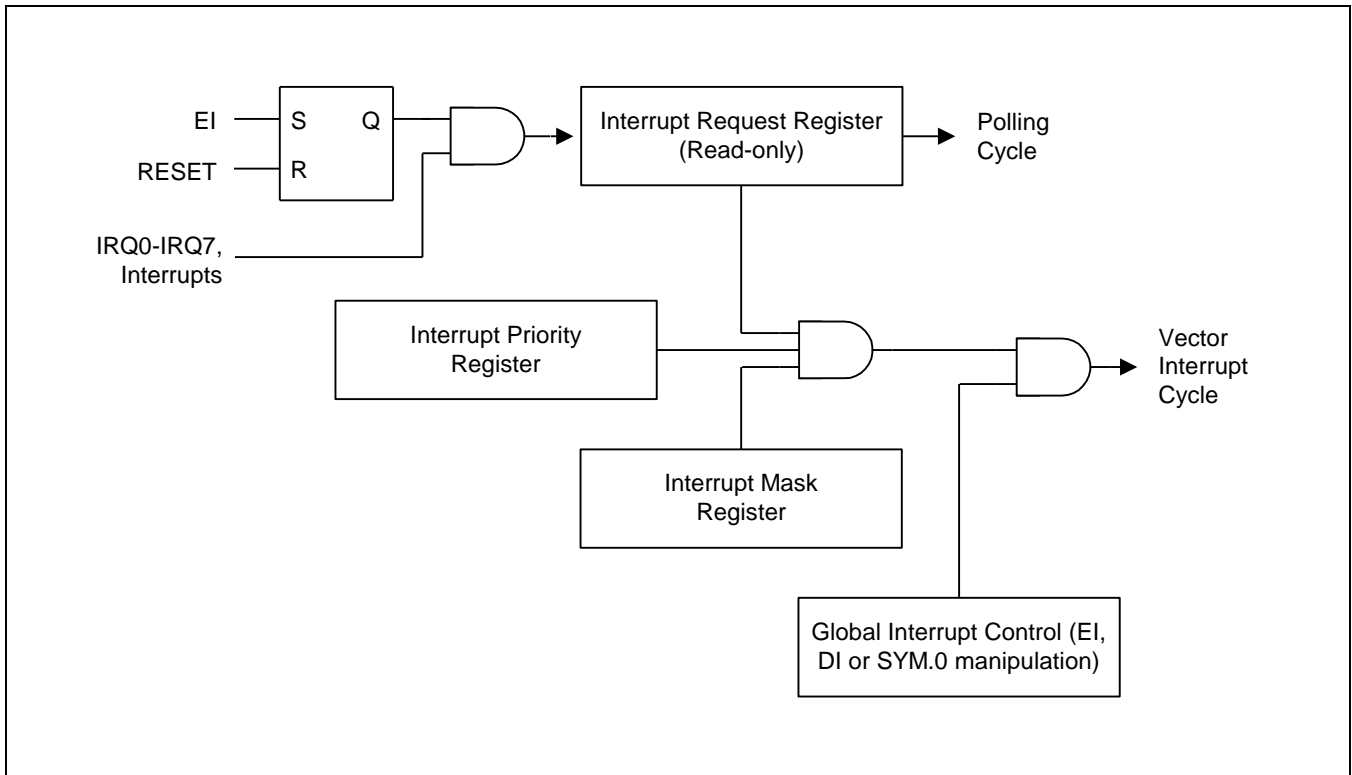 EI
S
Q
RESET
R
IRQ0-IRQ7,
Interrupts
Interrupt Request Register
(Read-only)
Polling
Cycle
Interrupt Priority
Register
Vector
Interrupt
Cycle
Interrupt Mask
Register
Global Interrupt Control (EI,
DI or SYM.0 manipulation)